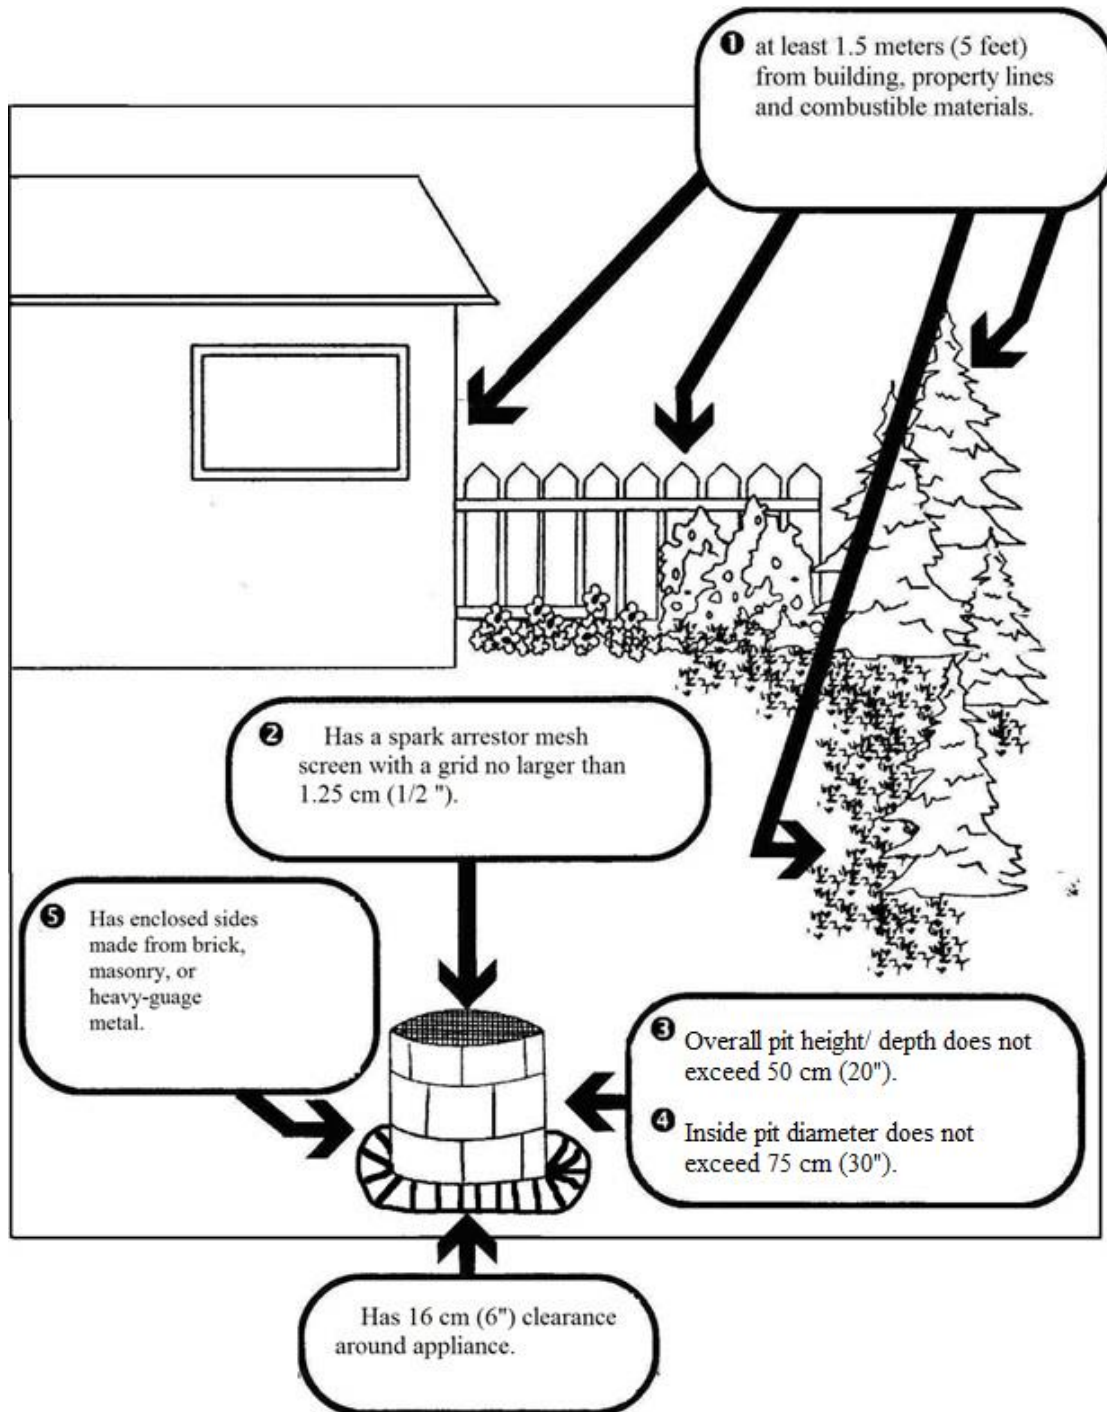 ❶ at least 1.5 meters (5 feet)
from building, property lines
and combustible materials.
❷ Has a spark arrestor mesh
screen with a grid no larger than
1.25 cm (1/2 ").
❺ Has enclosed sides
made from brick,
masonry, or
heavy-guage
metal.
❸ Overall pit height/ depth does not
exceed 50 cm (20").
❹ Inside pit diameter does not
exceed 75 cm (30").
Has 16 cm (6") clearance
around appliance.